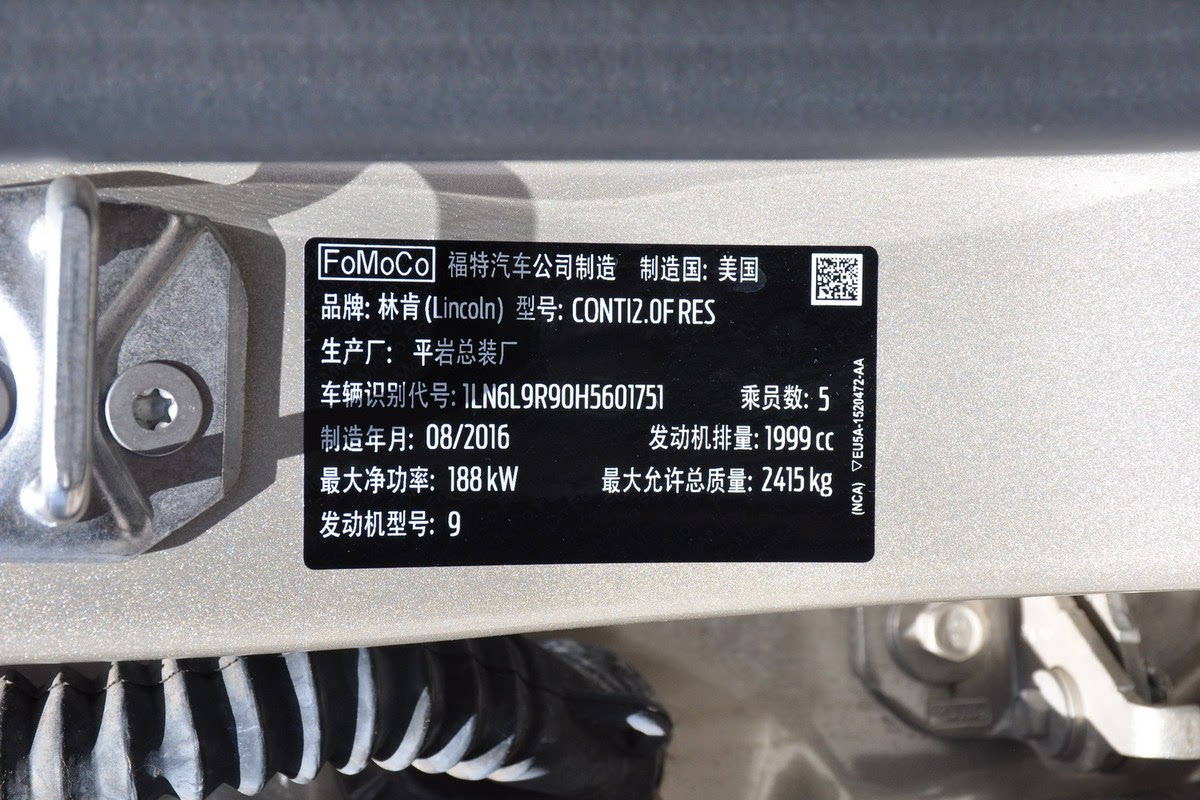 FoMoCo 福特汽车公司制造 制造国: 美国
品牌: 林肯 (Lincoln) 型号: CONTI2.0F RES
生产厂: 平岩总装厂
车辆识别代号: 1LN6L9R90H5601751 乘员数: 5
制造年月: 08/2016 发动机排量: 1999 cc
最大净功率: 188 kW 最大允许总质量: 2415 kg
发动机型号: 9
(NCA) ▽EU5A-1520472-AA